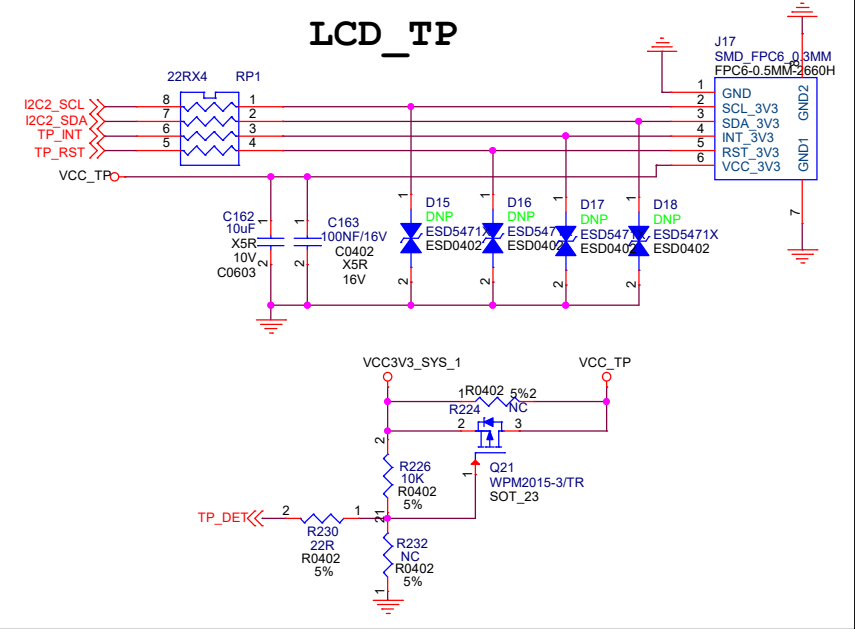 LCD_TP
J17
SMD_FPC6_0.3MM
FPC6-0.5MM-2660H
8
22RX4 RP1
I2C2_SCL 8 1
I2C2_SDA 7 2
TP_INT 6 3
TP_RST 5 4
VCC_TP
1 GND
2 SCL_3V3
3 SDA_3V3
4 INT_3V3
5 RST_3V3
6 VCC_3V3
GND2
GND1
7
C162
10uF
X5R
10V
C0603
1
2
C163
100NF/16V
C0402
X5R
16V
1
2
D15
DNP
ESD5471X
ESD0402
1
2
D16
DNP
ESD547
ESD0402
1
2
D17
DNP
ESD5471X
ESD0402
1
2
D18
DNP
ESD5471X
ESD0402
1
2
VCC3V3_SYS_1
VCC_TP
1 R0402 5% 2
R224 NC
2 3
1
Q21
WPM2015-3/TR
SOT_23
2
R226
10K
R0402
5%
1
TP_DET 2 1
R230
22R
R0402
5%
2
R232
NC
R0402
5%
1